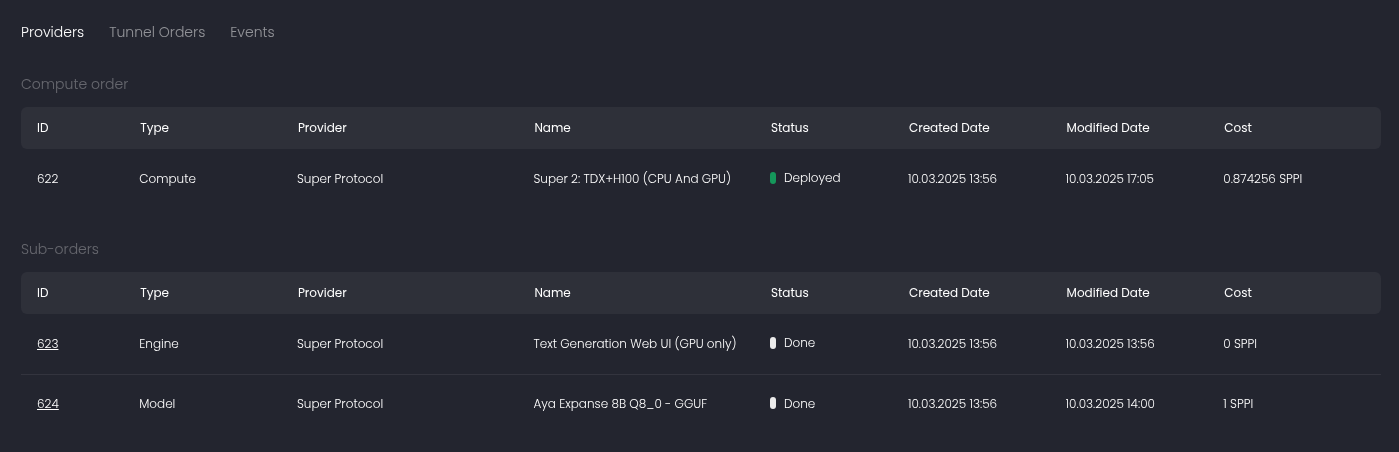 Providers Tunnel Orders Events
Compute order
ID Type Provider Name Status Created Date Modified Date Cost
622 Compute Super Protocol Super 2: TDX+H100 (CPU And GPU) Deployed 10.03.2025 13:56 10.03.2025 17:05 0.874256 SPPI
Sub-orders
ID Type Provider Name Status Created Date Modified Date Cost
623 Engine Super Protocol Text Generation Web UI (GPU only) Done 10.03.2025 13:56 10.03.2025 13:56 0 SPPI
624 Model Super Protocol Aya Expanse 8B Q8_0 - GGUF Done 10.03.2025 13:56 10.03.2025 14:00 1 SPPI